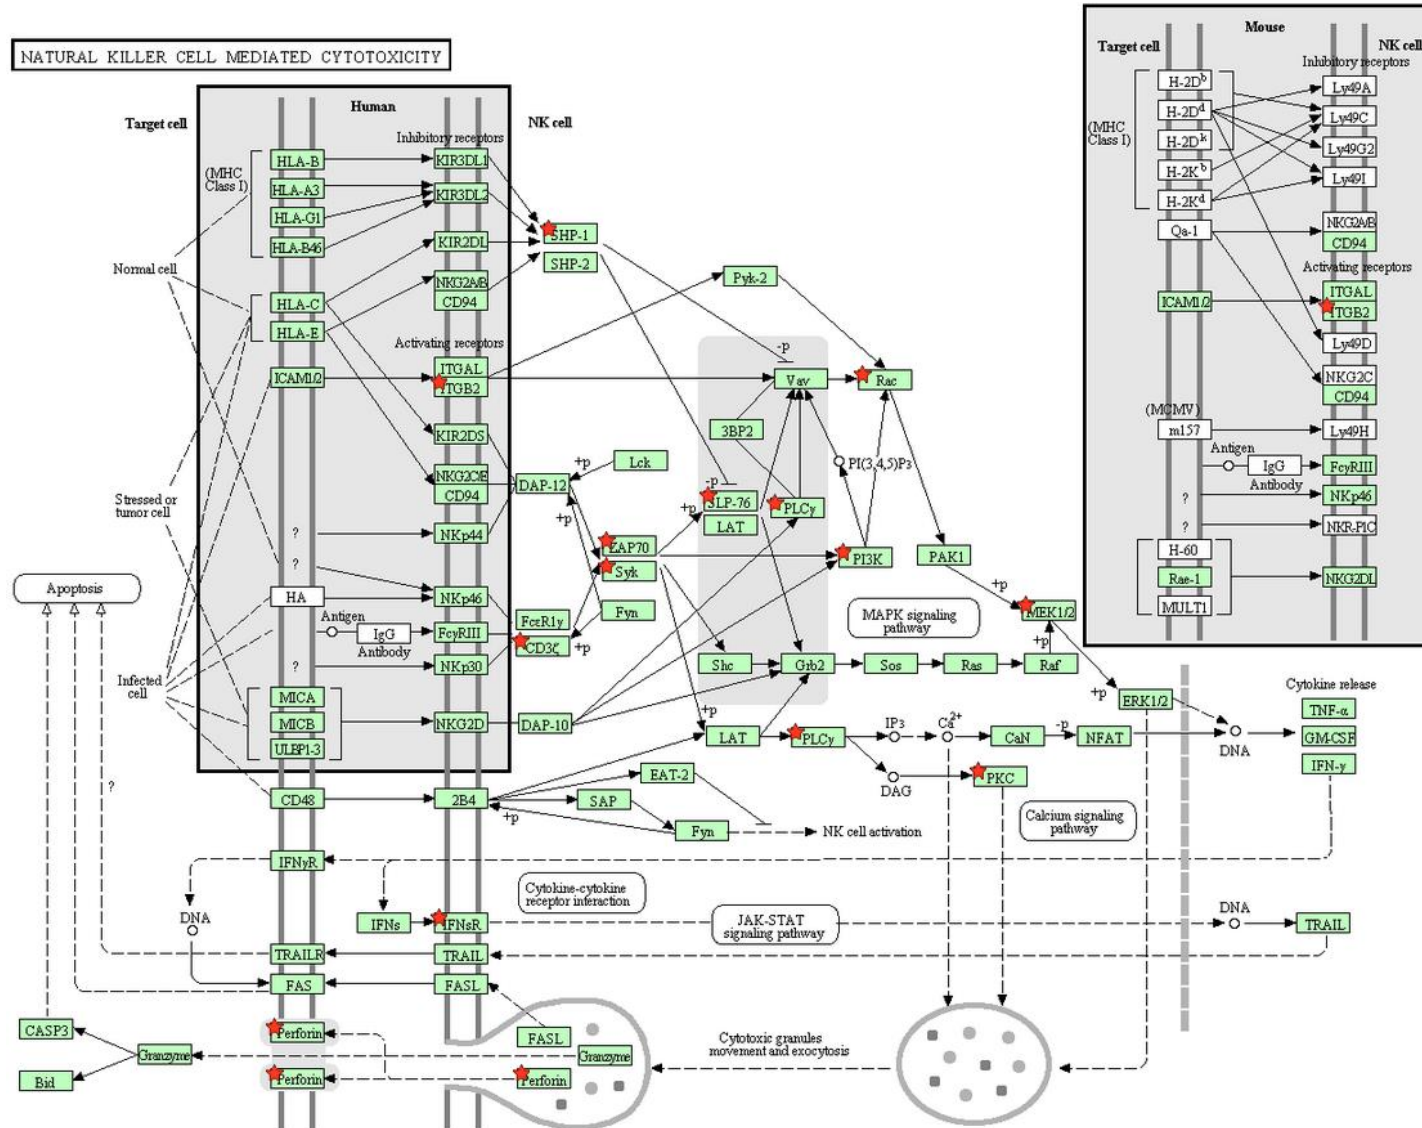 NATURAL KILLER CELL MEDIATED CYTOTOXICITY
Human
Target cell
NK cell
Inhibitory receptors
(MHC
Class I)
HLA-B
HLA-A3
HLA-G1
HLA-B46
HLA-C
HLA-E
ICAM1/2
KIR3DL1
KIR3DL2
KIR2DL
NKG2A/B
CD94
Activating receptors
ITGAL
ITGB2
KIR2DS
NKG2C/E
CD94
NKp44
NKp46
FcγRIII
NKp30
NKG2D
?
?
HA
Antigen
IgG
Antibody
?
MICA
MICB
ULBP1-3
CD48
2B4
Normal cell
Stressed or
tumor cell
Infected
cell
Apoptosis
?
SHP-1
SHP-2
Pyk-2
-p
Vav
Rac
3BP2
PI(3,4,5)P3
Lck
+p
DAP-12
+p
-p
+p
SLP-76
LAT
PLCγ
ZAP70
Syk
PI3K
PAK1
Fyn
FcεR1γ
CD3ζ
+p
DAP-10
+p
MEK1/2
+p
MAPK signaling
pathway
Shc
Grb2
Sos
Ras
Raf
+p
ERK1/2
+p
LAT
PLCγ
IP3
Ca2+
CaN
-p
NFAT
DNA
DAG
PKC
Cytokine release
TNF-α
GM-CSF
IFN-γ
EAT-2
SAP
+p
Fyn
NK cell activation
Calcium signaling
pathway
IFNγR
DNA
IFNs
IFNsR
Cytokine-cytokine
receptor interaction
JAK-STAT
signaling pathway
DNA
TRAIL
TRAILR
TRAIL
FAS
FASL
CASP3
Granzyme
Bid
Perforin
Perforin
FASL
Granzyme
Perforin
Cytotoxic granules
movement and exocytosis
Mouse
Target cell
NK cell
Inhibitory receptors
(MHC
Class I)
H-2Db
H-2Dd
H-2Dk
H-2Kb
H-2Kd
Qa-1
Ly49A
Ly49C
Ly49G2
Ly49I
NKG2A/B
CD94
Activating receptors
ICAM1/2
ITGAL
ITGB2
Ly49D
NKG2C
CD94
(MCMV)
m157
Ly49H
Antigen
IgG
Antibody
FcγRIII
?
NKp46
?
NKR-P1C
H-60
Rae-1
MULT1
NKG2DL